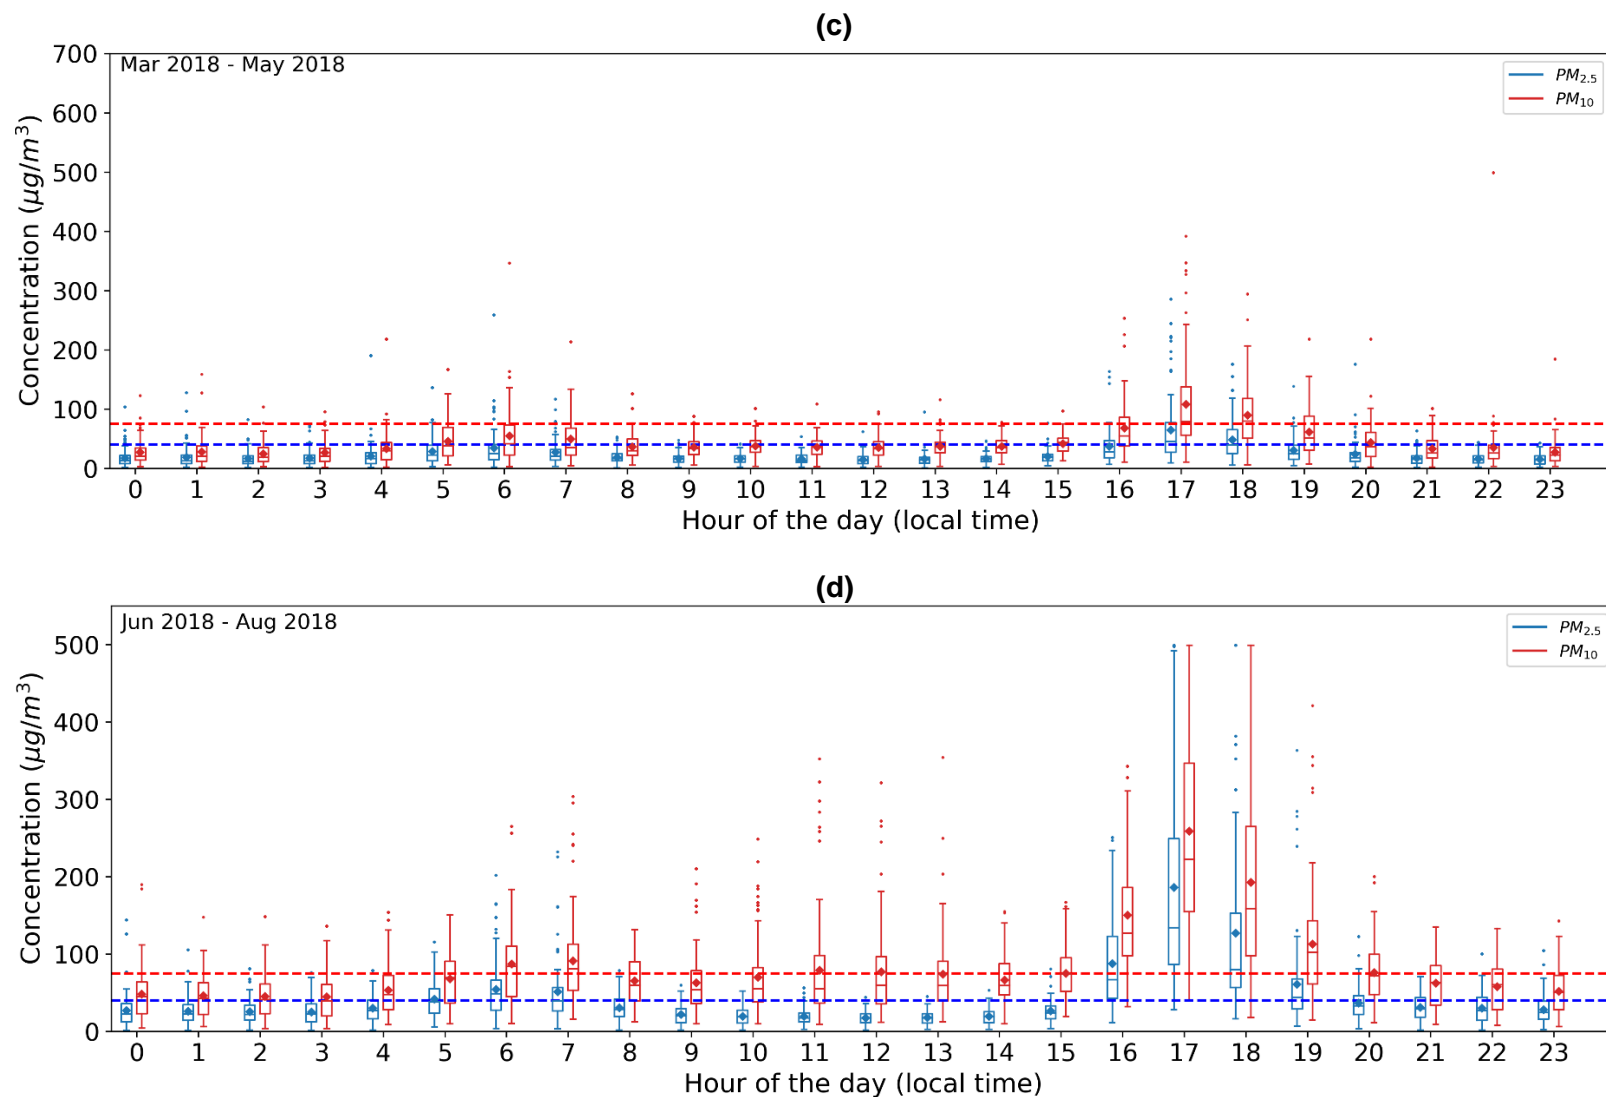 (c)
Mar 2018 - May 2018
PM2.5
PM10
700
600
500
400
300
200
100
0
Concentration (μg/m³)
0 1 2 3 4 5 6 7 8 9 10 11 12 13 14 15 16 17 18 19 20 21 22 23
Hour of the day (local time)
(d)
Jun 2018 - Aug 2018
PM2.5
PM10
500
400
300
200
100
0
Concentration (μg/m³)
0 1 2 3 4 5 6 7 8 9 10 11 12 13 14 15 16 17 18 19 20 21 22 23
Hour of the day (local time)